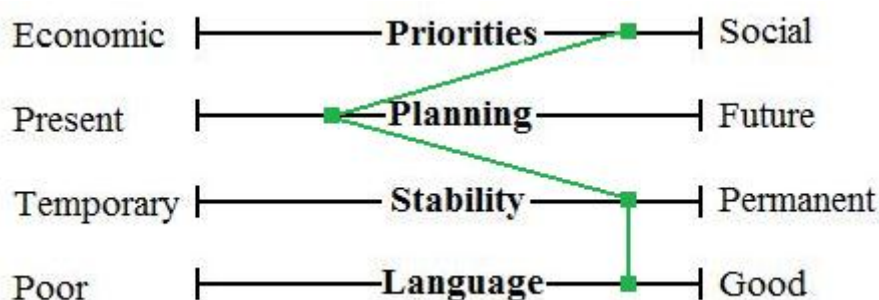 Economic Priorities Social
Present Planning Future
Temporary Stability Permanent
Poor Language Good